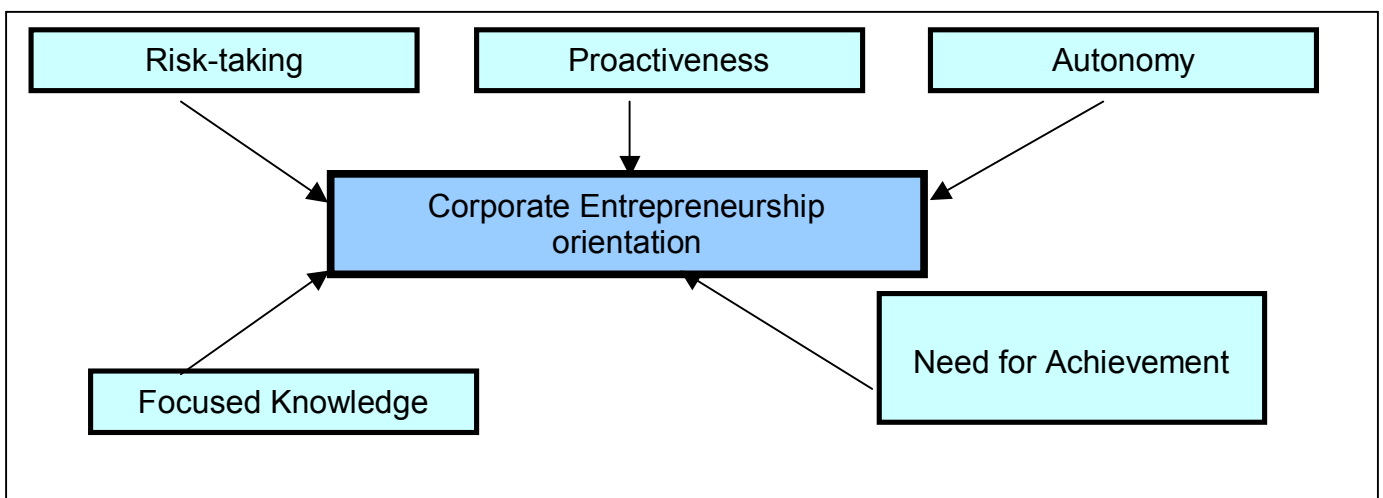 Risk-taking
Proactiveness
Autonomy
Corporate Entrepreneurship
orientation
Need for Achievement
Focused Knowledge